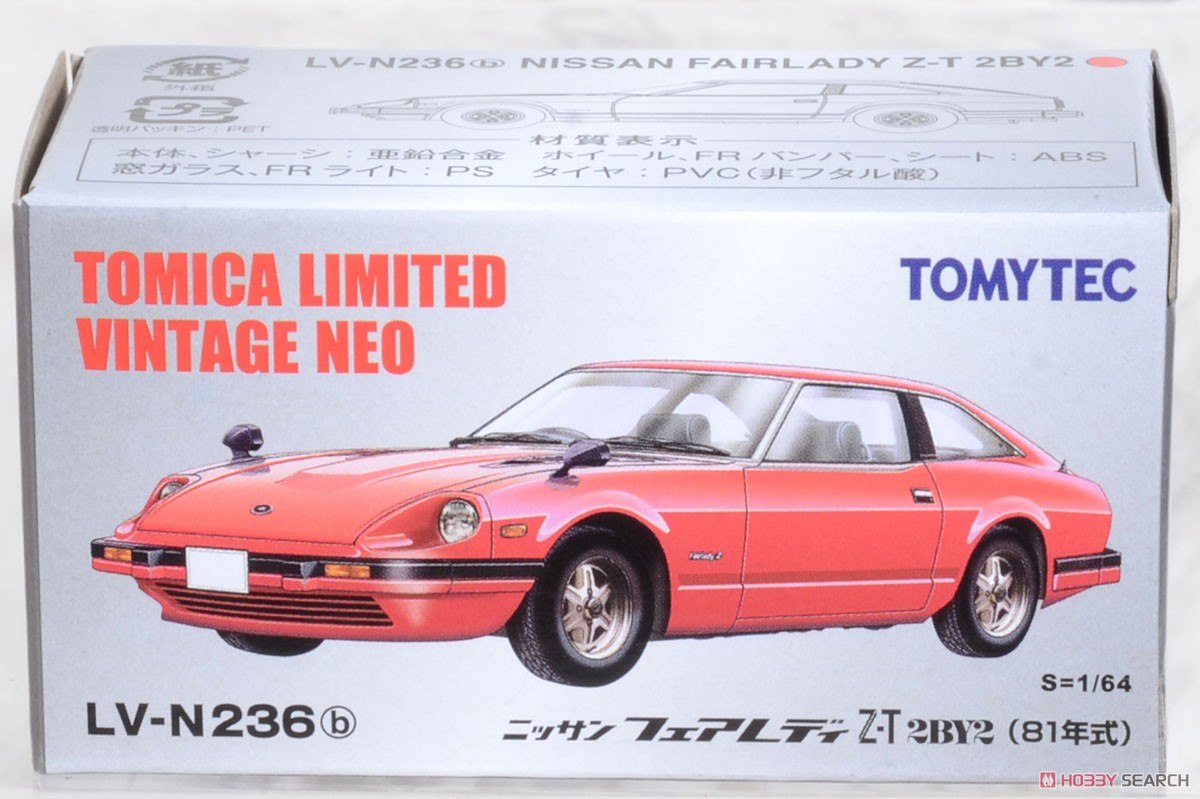 紙
外箱
プラ
透明パッキン：PET
LV-N236ⓑ NISSAN FAIRLADY Z-T 2BY2
材質表示
本体、シャーシ：亜鉛合金 ホイール、FRバンパー、シート：ABS
窓ガラス、FRライト：PS タイヤ：PVC(非フタル酸)
TOMICA LIMITED
VINTAGE NEO
TOMYTEC
Fairlady Z
S=1/64
LV-N236ⓑ
ニッサン フェアレディ Z-T 2BY2 (81年式)
HOBBY SEARCH